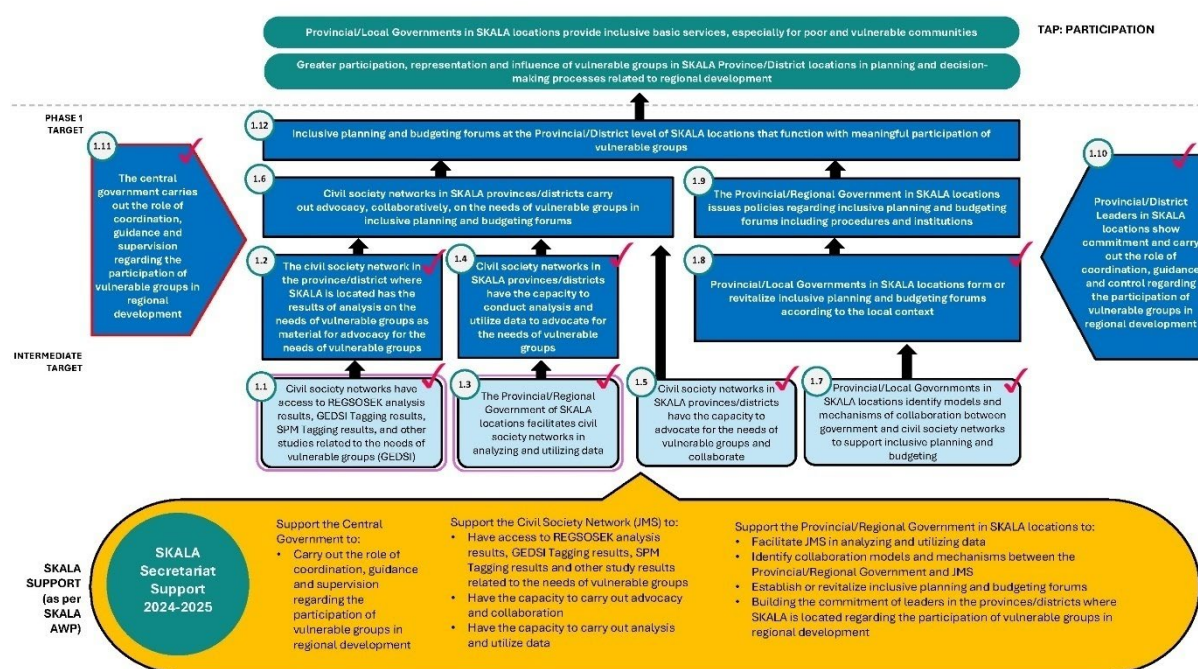 Provincial/Local Governments in SKALA locations provide inclusive basic services, especially for poor and vulnerable communities
TAP: PARTICIPATION
Greater participation, representation and influence of vulnerable groups in SKALA Province/District locations in planning and decision-
making processes related to regional development
PHASE 1
TARGET
1.12
Inclusive planning and budgeting forums at the Provincial/District level of SKALA locations that function with meaningful participation of
vulnerable groups
1.11
The central
government carries
out the role of
coordination,
guidance and
supervision
regarding the
participation of
vulnerable groups in
regional
development
1.6
Civil society networks in SKALA provinces/districts carry
out advocacy, collaboratively, on the needs of vulnerable groups in
inclusive planning and budgeting forums
1.9
The Provincial/Regional Government in SKALA locations
issues policies regarding inclusive planning and budgeting
forums including procedures and institutions
1.10
Provincial/District
Leaders in SKALA
locations show
commitment and carry
out the role of
coordination, guidance
and control regarding
the participation of
vulnerable groups in
regional development
1.2
The civil society network in
the province/district where
SKALA is located has the
results of analysis on the
needs of vulnerable groups as
material for advocacy for the
needs of vulnerable groups
1.4
Civil society networks in
SKALA provinces/districts
have the capacity to
conduct analysis and
utilize data to advocate for
the needs of vulnerable
groups
1.8
Provincial/Local Governments in SKALA locations form or
revitalize inclusive planning and budgeting forums
according to the local context
INTERMEDIATE
TARGET
1.1
Civil society networks have
access to REGSOSEK analysis
results, GEDSI Tagging results,
SPM Tagging results, and other
studies related to the needs of
vulnerable groups (GEDSI)
1.3
The Provincial/Regional
Government of SKALA
locations facilitates civil
society networks in
analyzing and utilizing data
1.5
Civil society networks in
SKALA provinces/districts
have the capacity to
advocate for the needs of
vulnerable groups and
collaborate
1.7
Provincial/Local Governments in
SKALA locations identify models and
mechanisms of collaboration between
government and civil society networks
to support inclusive planning and
budgeting
SKALA
SUPPORT
(as per
SKALA
AWP)
SKALA
Secretariat
Support
2024-2025
Support the Central
Government to:
• Carry out the role of
coordination,
guidance and
supervision
regarding the
participation of
vulnerable groups in
regional development
Support the Civil Society Network (JMS) to:
• Have access to REGSOSEK analysis
results, GEDSI Tagging results, SPM
Tagging results and other study results
related to the needs of vulnerable groups
• Have the capacity to carry out advocacy
and collaboration
• Have the capacity to carry out analysis
and utilize data
Support the Provincial/Regional Government in SKALA locations to:
• Facilitate JMS in analyzing and utilizing data
• Identify collaboration models and mechanisms between the
Provincial/Regional Government and JMS
• Establish or revitalize inclusive planning and budgeting forums
• Building the commitment of leaders in the provinces/districts where
SKALA is located regarding the participation of vulnerable groups in
regional development